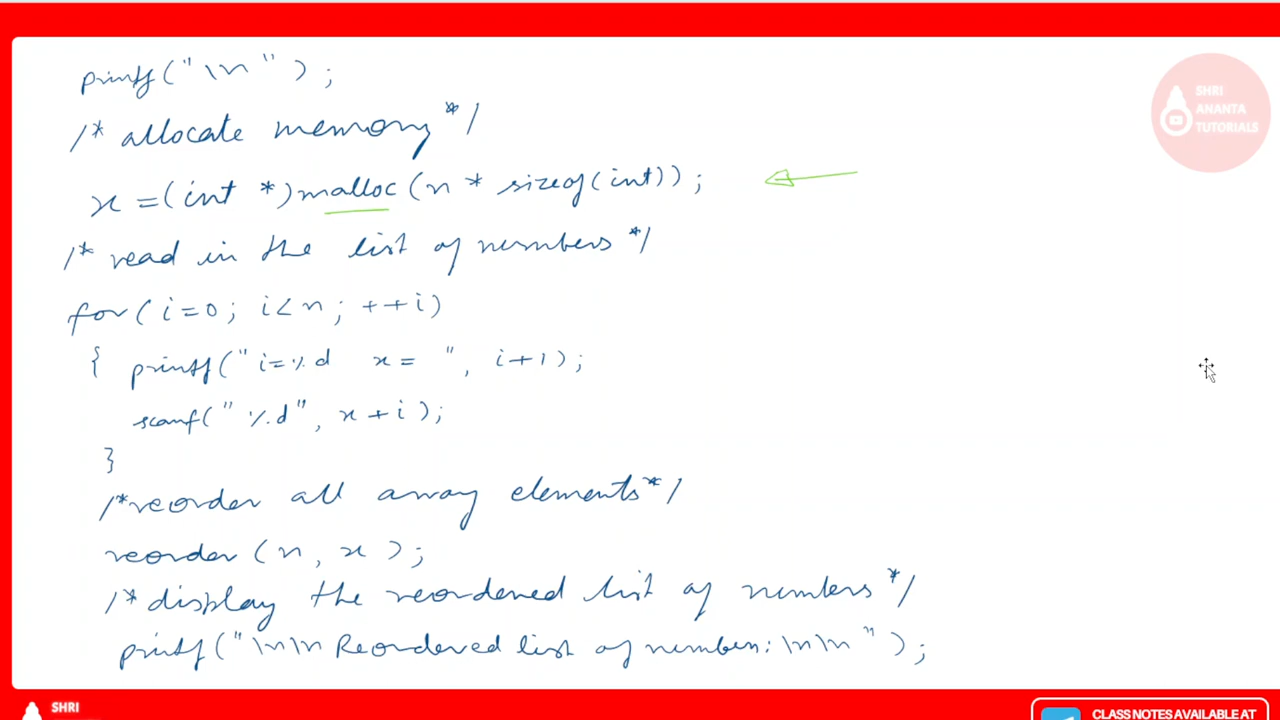 printf("\n");
/* allocate memory */
x = (int *)malloc(n * sizeof(int));
/* read in the list of numbers */
for(i=0; i<n; ++i)
{ printf("i=%d x= ", i+1);
scanf("%d", x+i);
}
/*reorder all array elements*/
reorder(n, x);
/*display the reordered list of numbers */
printf("\n\n Reordered list of number: \n\n");
SHRI
ANANTA
TUTORIALS
SHRI
CLASS NOTES AVAILABLE AT